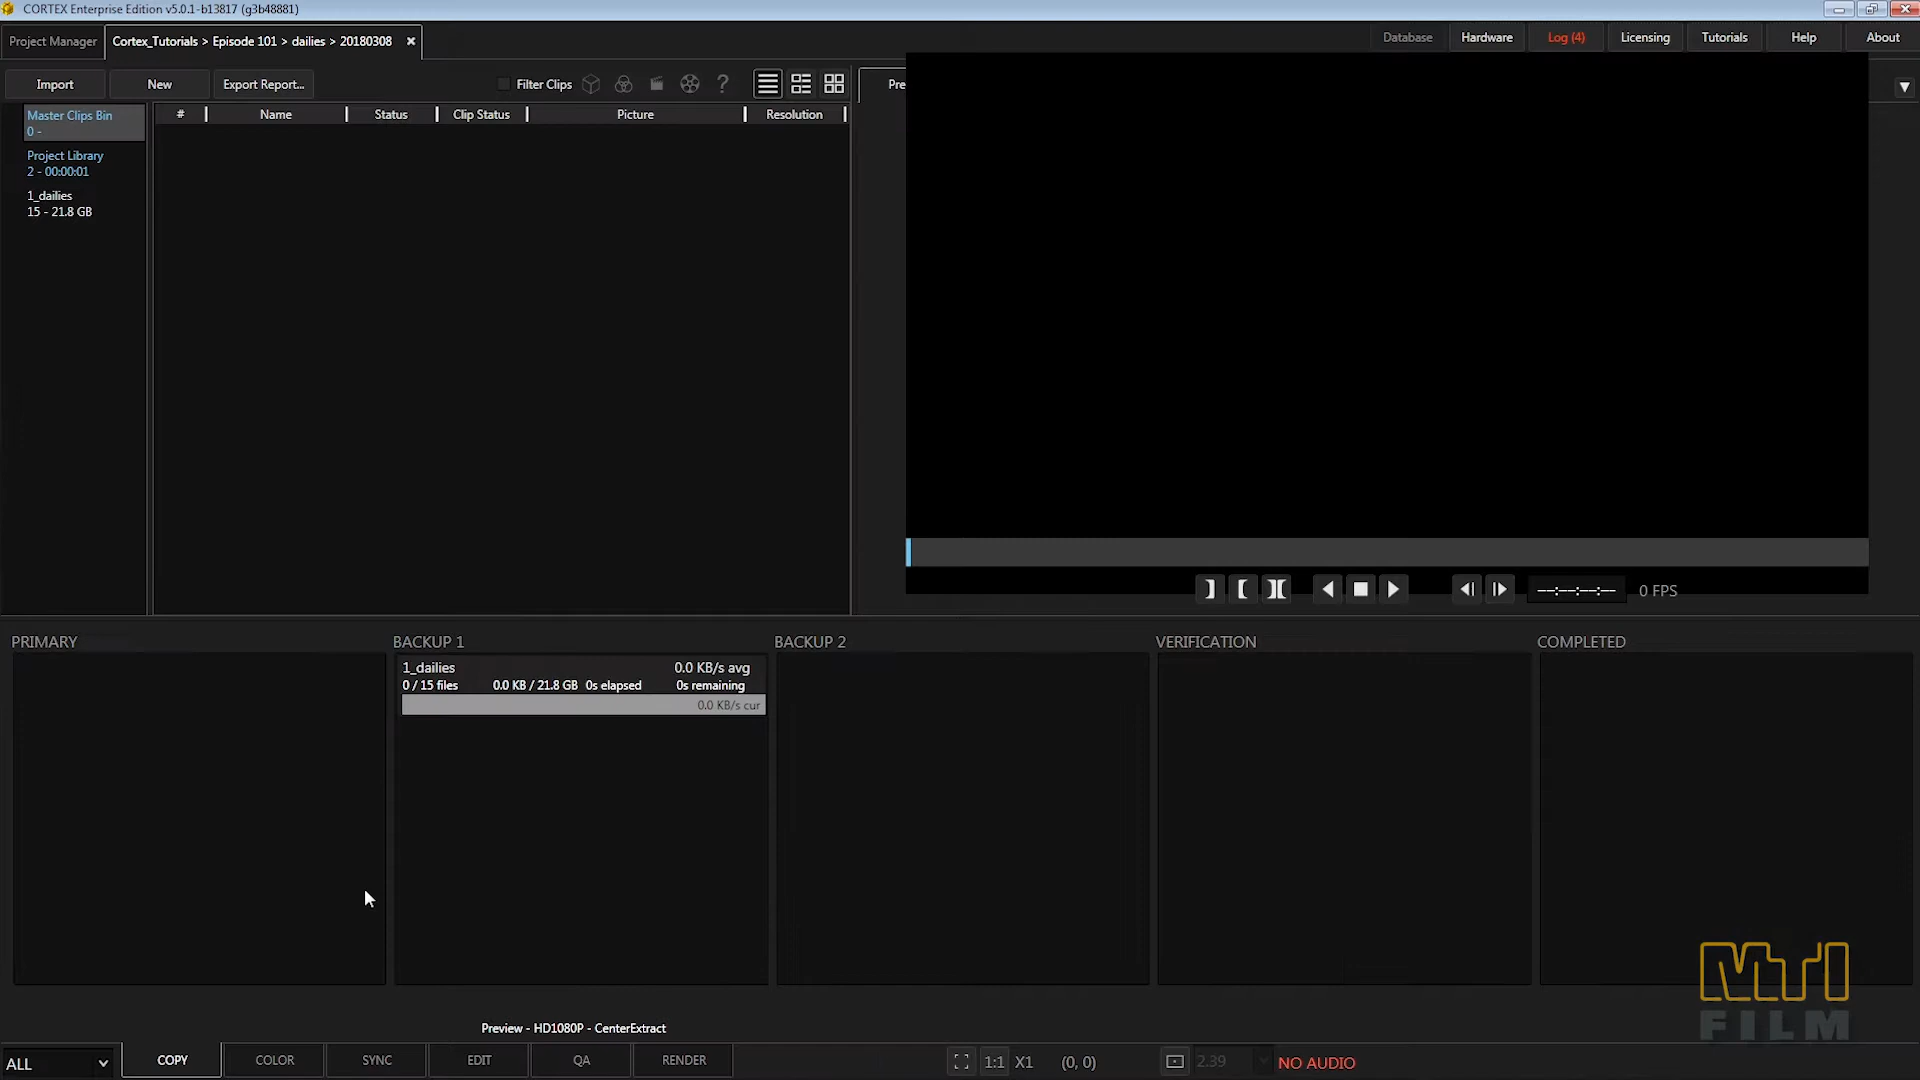 CORTEX Enterprise Edition v5.0.1-b13817 (g3b48881)
Project Manager
Cortex_Tutorials > Episode 101 > dailies > 20180308
Database
Hardware
Log (4)
Licensing
Tutorials
Help
About
Import
New
Export Report...
Filter Clips
?
Pre
Master Clips Bin
0 -
Project Library
2 - 00:00:01
1_dailies
15 - 21.8 GB
#
Name
Status
Clip Status
Picture
Resolution
--:--:--:--
0 FPS
PRIMARY
BACKUP 1
BACKUP 2
VERIFICATION
COMPLETED
1_dailies
0.0 KB/s avg
0 / 15 files
0.0 KB / 21.8 GB
0s elapsed
0s remaining
0.0 KB/s cur
MTI
FILM
Preview - HD1080P - CenterExtract
ALL
COPY
COLOR
SYNC
EDIT
QA
RENDER
1:1
X1
(0, 0)
2.39
NO AUDIO